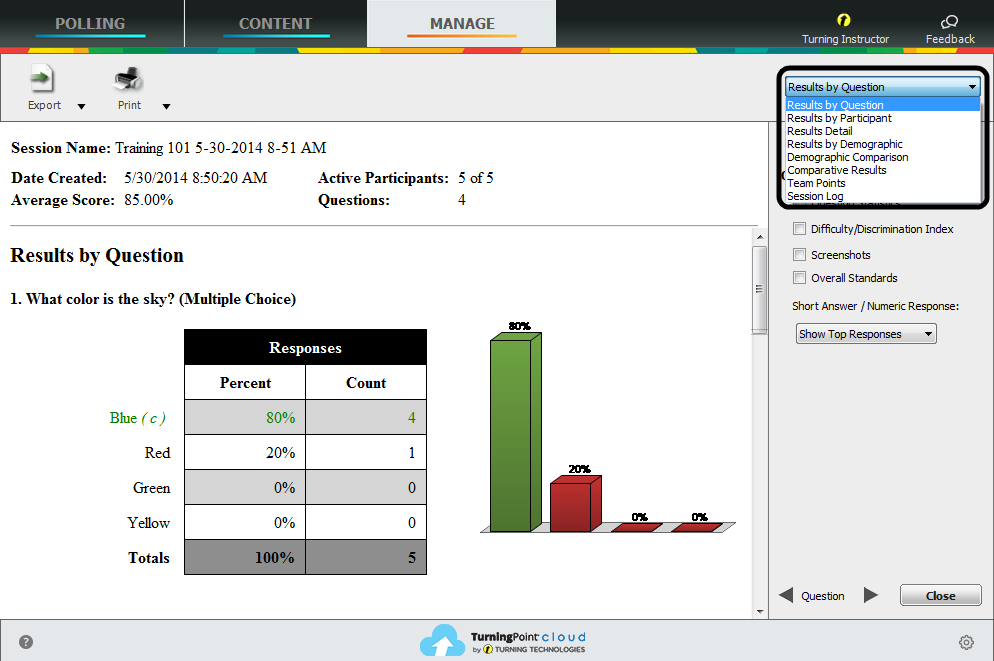 POLLING
CONTENT
MANAGE
Turning Instructor
Feedback
Export
Print
Results by Question
Results by Question
Results by Participant
Results Detail
Results by Demographic
Demographic Comparison
Comparative Results
Team Points
Session Log
Session Name: Training 101 5-30-2014 8-51 AM
Date Created: 5/30/2014 8:50:20 AM Active Participants: 5 of 5
Average Score: 85.00% Questions: 4
Difficulty/Discrimination Index
Screenshots
Overall Standards
Short Answer / Numeric Response:
Show Top Responses
Results by Question
1. What color is the sky? (Multiple Choice)
Responses
Percent Count
Blue (c) 80% 4
Red 20% 1
Green 0% 0
Yellow 0% 0
Totals 100% 5
80%
20%
0%
0%
Question
Close
?
TurningPoint cloud
by TURNING TECHNOLOGIES